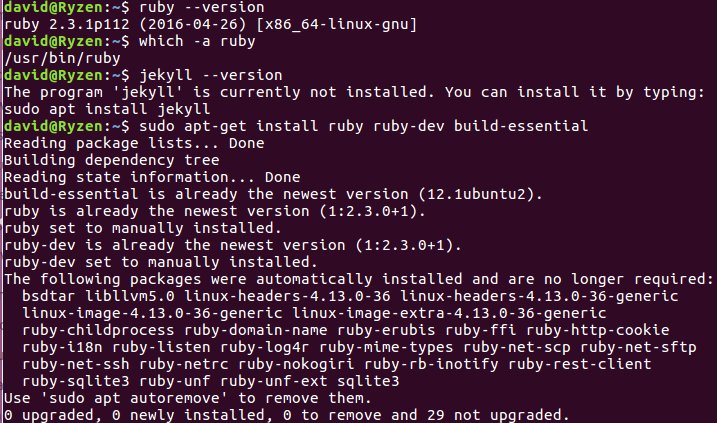 david@Ryzen:~$ ruby --version
ruby 2.3.1p112 (2016-04-26) [x86_64-linux-gnu]
david@Ryzen:~$ which -a ruby
/usr/bin/ruby
david@Ryzen:~$ jekyll --version
The program 'jekyll' is currently not installed. You can install it by typing:
sudo apt install jekyll
david@Ryzen:~$ sudo apt-get install ruby ruby-dev build-essential
Reading package lists... Done
Building dependency tree
Reading state information... Done
build-essential is already the newest version (12.1ubuntu2).
ruby is already the newest version (1:2.3.0+1).
ruby set to manually installed.
ruby-dev is already the newest version (1:2.3.0+1).
ruby-dev set to manually installed.
The following packages were automatically installed and are no longer required:
  bsdtar libllvm5.0 linux-headers-4.13.0-36 linux-headers-4.13.0-36-generic
  linux-image-4.13.0-36-generic linux-image-extra-4.13.0-36-generic
  ruby-childprocess ruby-domain-name ruby-erubis ruby-ffi ruby-http-cookie
  ruby-i18n ruby-listen ruby-log4r ruby-mime-types ruby-net-scp ruby-net-sftp
  ruby-net-ssh ruby-netrc ruby-nokogiri ruby-rb-inotify ruby-rest-client
  ruby-sqlite3 ruby-unf ruby-unf-ext sqlite3
Use 'sudo apt autoremove' to remove them.
0 upgraded, 0 newly installed, 0 to remove and 29 not upgraded.